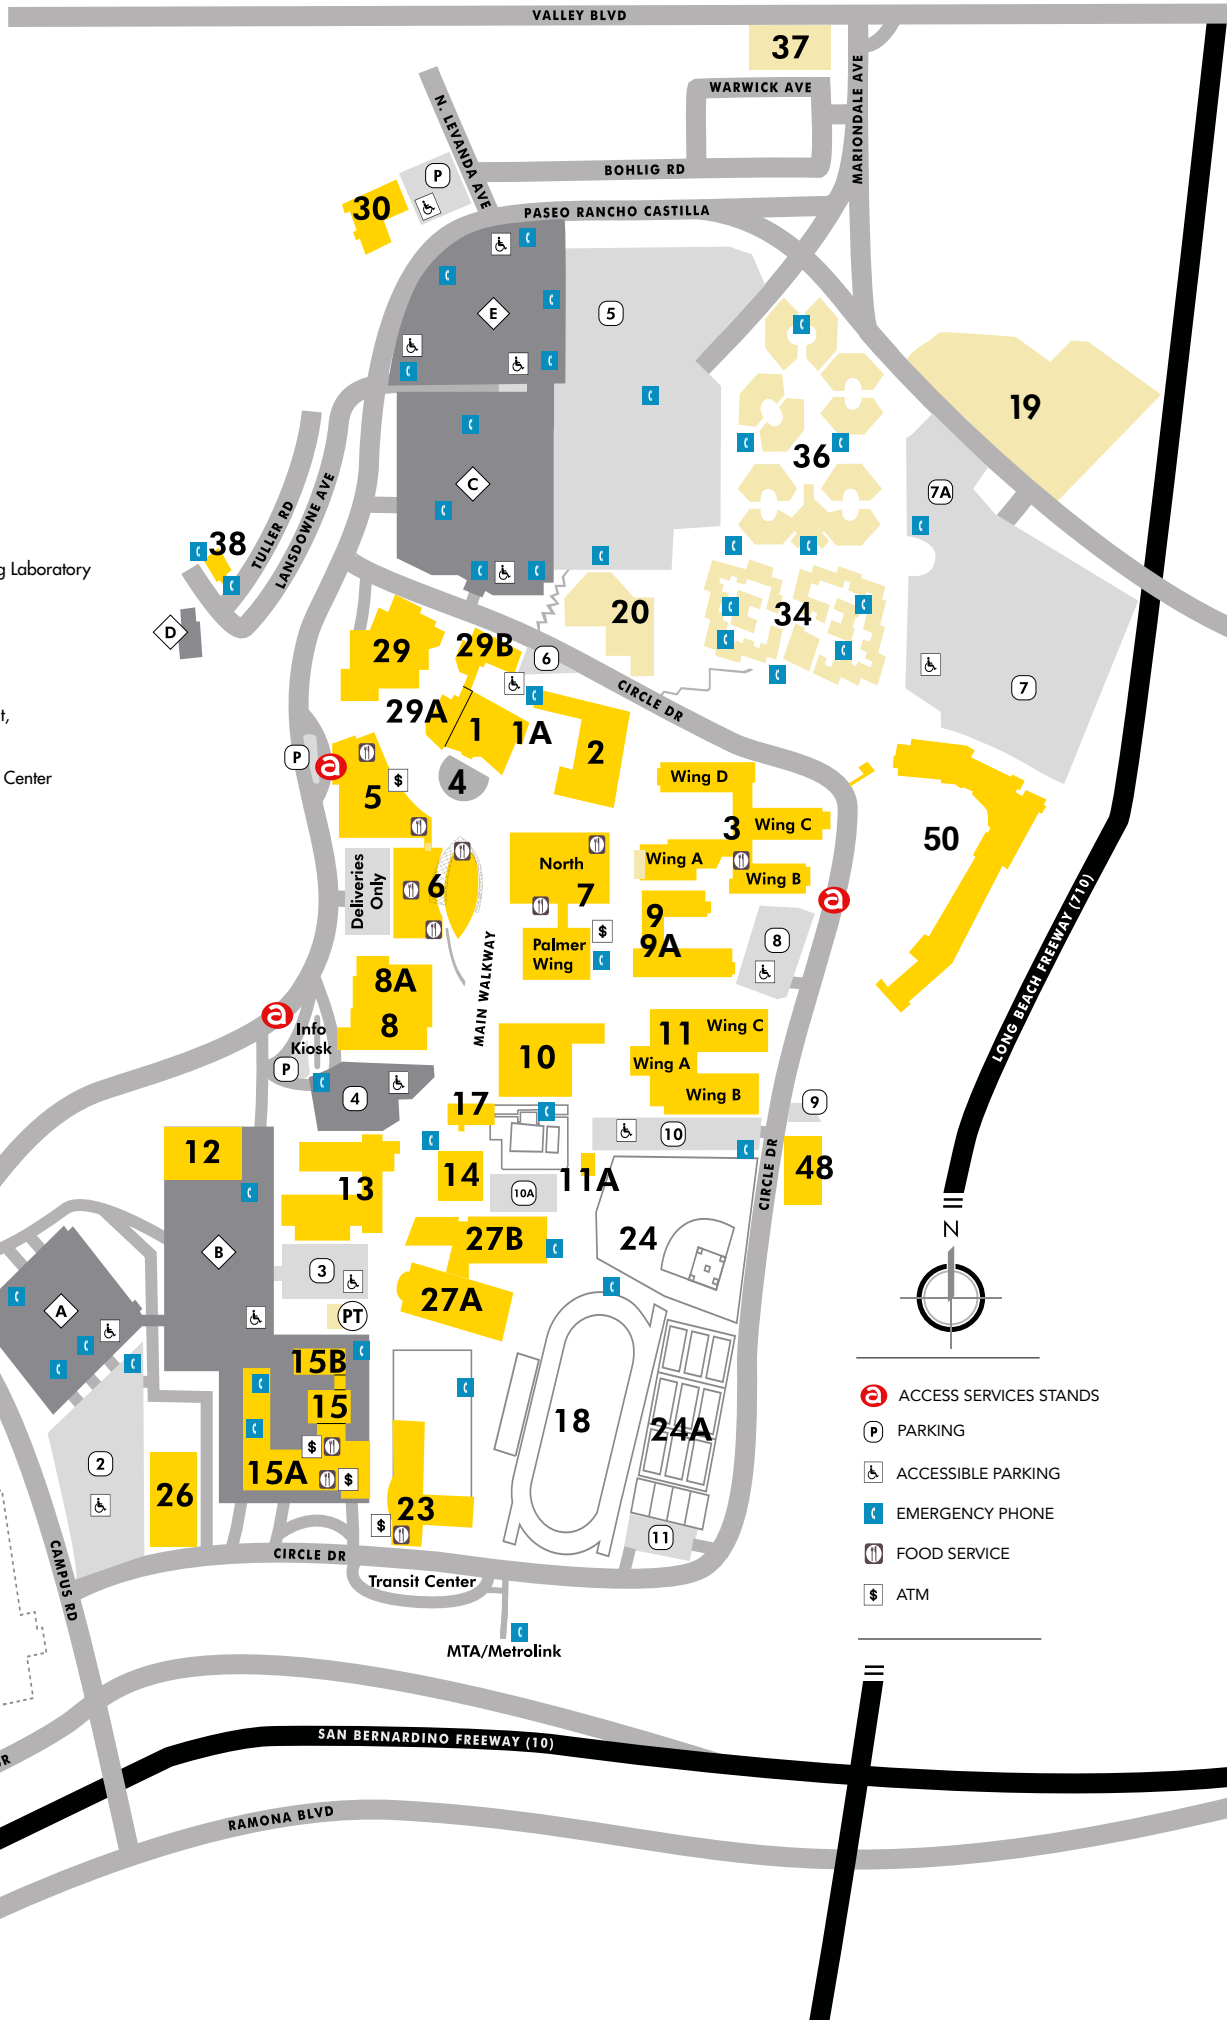 VALLEY BLVD
37
WARWICK AVE
MARIONDALE AVE
N. LEVANDA AVE
P
BOHLIG RD
30
PASEO RANCHO CASTILLA
E
5
19
36
C
7A
TULLER RD
LANSDOWNE AVE
38
g Laboratory
D
20
34
29
29B
6
7
CIRCLE DR
29A
1
1A
2
t,
P
a
Center
5
$
4
Wing D
3
Wing C
50
Deliveries
Only
6
North
7
Wing A
Wing B
9
a
9A
8
Palmer
Wing
$
MAIN WALKWAY
LONG BEACH FREEWAY (710)
8A
8
a
Info
Kiosk
P
4
10
11
Wing C
Wing A
Wing B
17
9
10
12
13
14
10A
11A
CIRCLE DR
48
N
B
27B
24
3
A
27A
PT
15B
15
18
24A
$
15A
$
2
26
23
$
11
ACCESS SERVICES STANDS
a
P
PARKING
ACCESSIBLE PARKING
EMERGENCY PHONE
FOOD SERVICE
$
ATM
CAMPUS RD
CIRCLE DR
Transit Center
MTA/Metrolink
SAN BERNARDINO FREEWAY (10)
DR
RAMONA BLVD